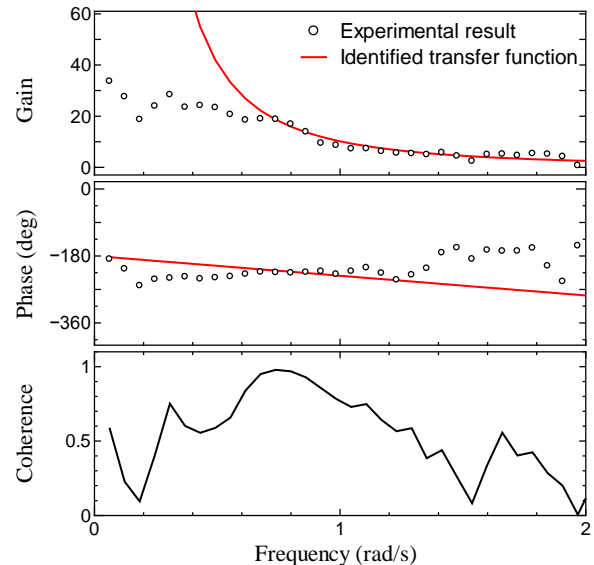 60
40
20
0
Gain
Experimental result
Identified transfer function
0
−180
−360
Phase (deg)
1
0.5
0
Coherence
0 1 2
Frequency (rad/s)